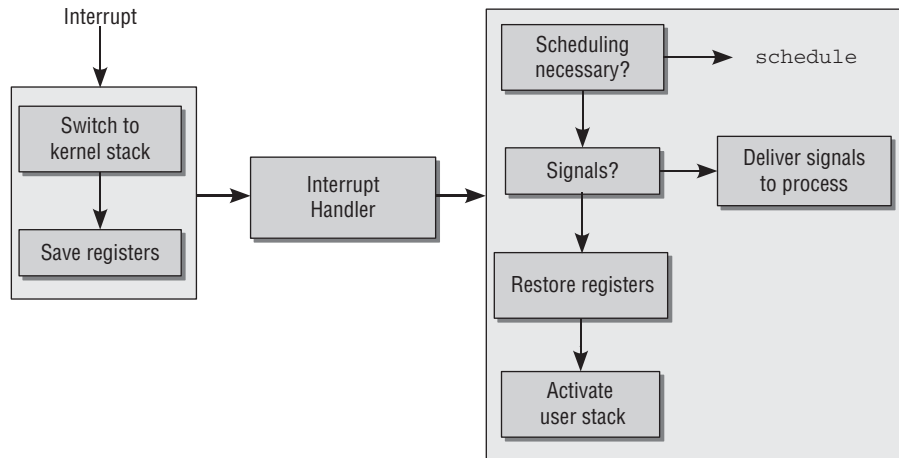 Interrupt
Switch to
kernel stack
Save registers
Interrupt
Handler
Scheduling
necessary?
schedule
Signals?
Deliver signals
to process
Restore registers
Activate
user stack